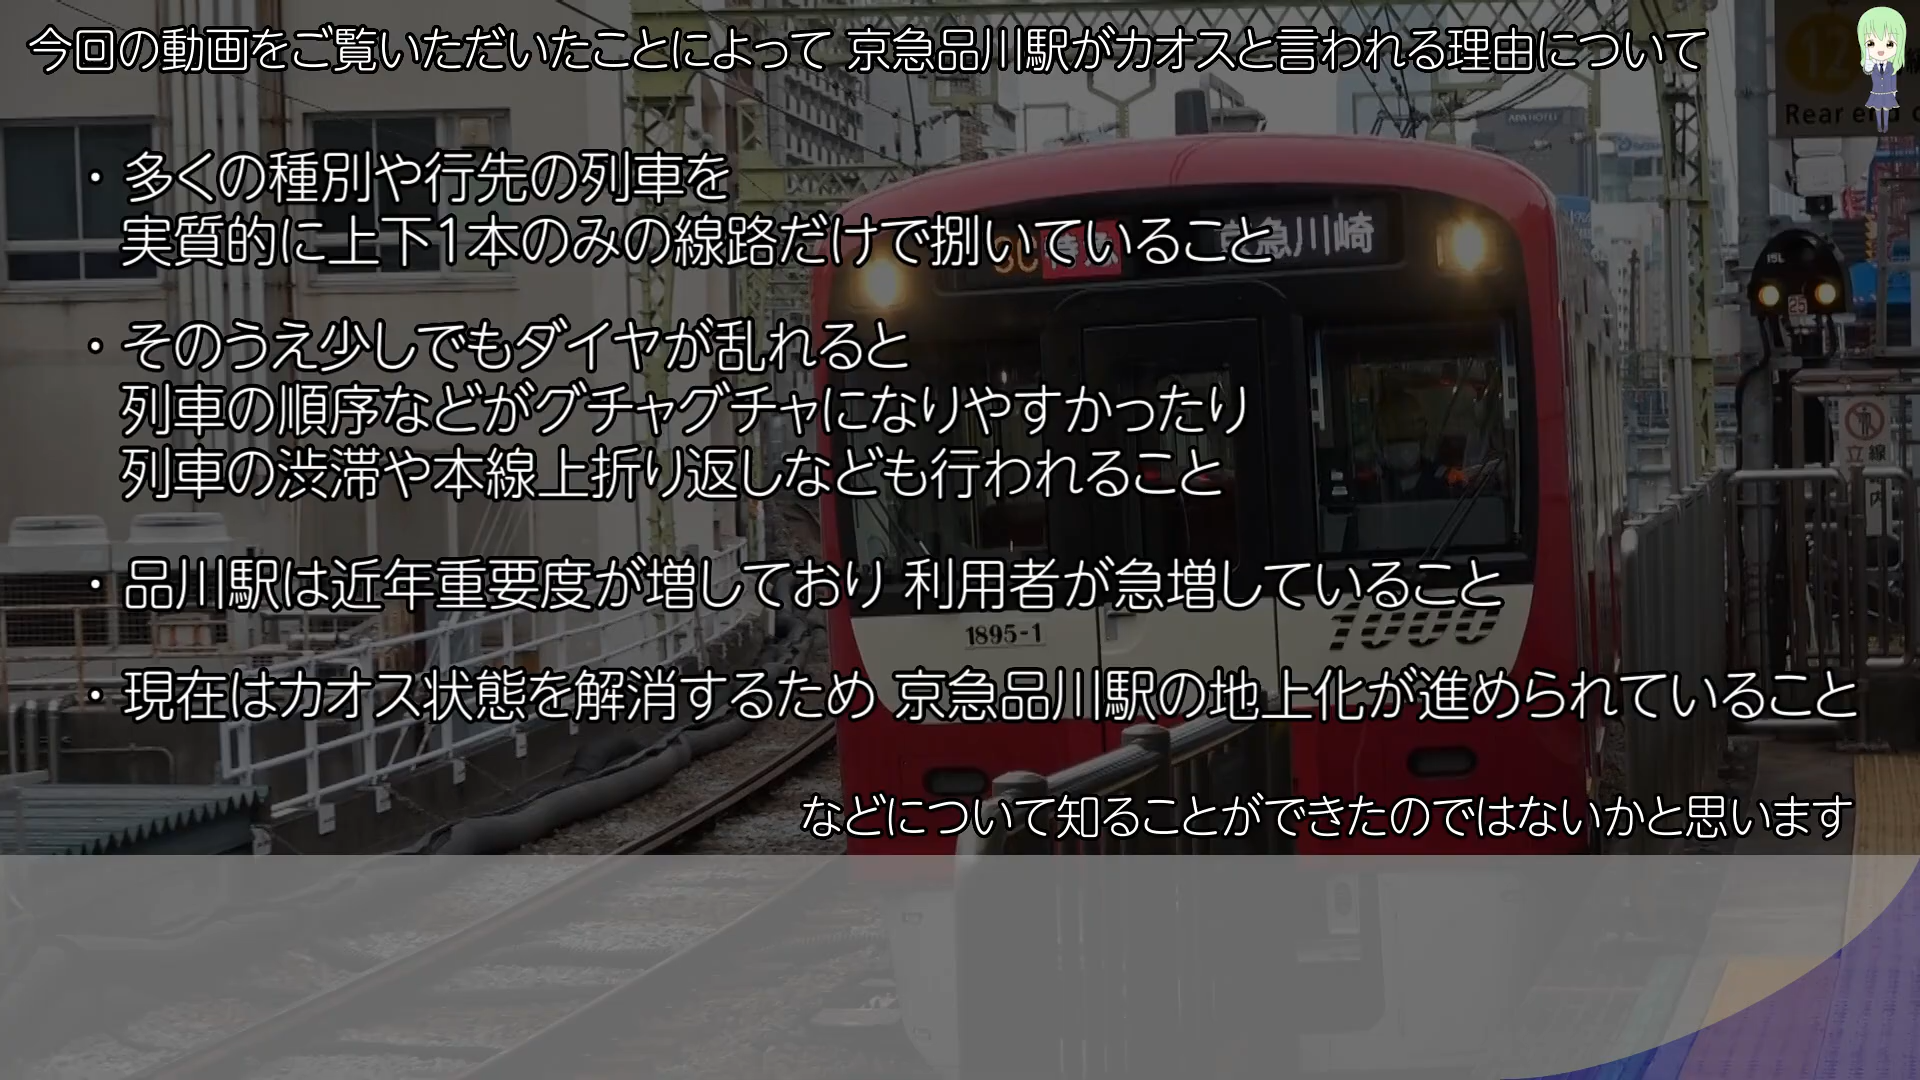 今回の動画をご覧いただいたことによって 京急品川駅がカオスと言われる理由について
・多くの種別や行先の列車を
実質的に上下1本のみの線路だけで捌いていること
・そのうえ少しでもダイヤが乱れると
列車の順序などがグチャグチャになりやすかったり
列車の渋滞や本線上折り返しなども行われること
・品川駅は近年重要度が増しており 利用者が急増していること
・現在はカオス状態を解消するため 京急品川駅の地上化が進められていること
などについて知ることができたのではないかと思います
12
Rear end
APA HOTEL
京急川崎
15L
25
1895-1
1000